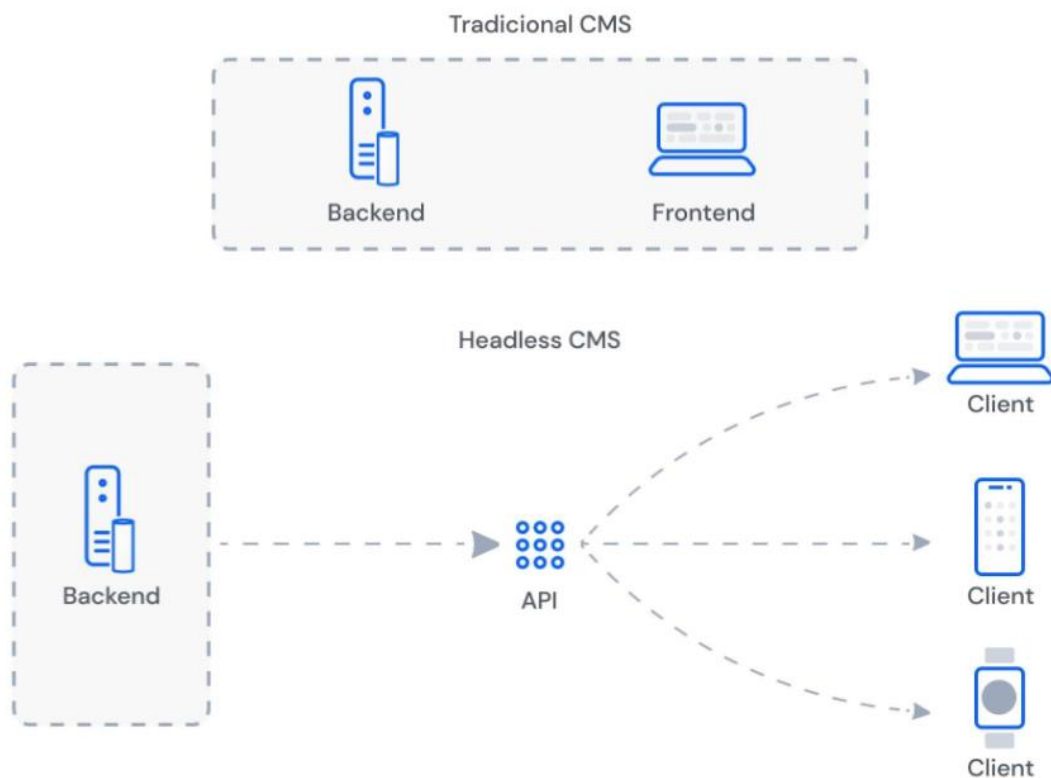 Tradicional CMS
Backend
Frontend
Headless CMS
Client
Backend
API
Client
Client